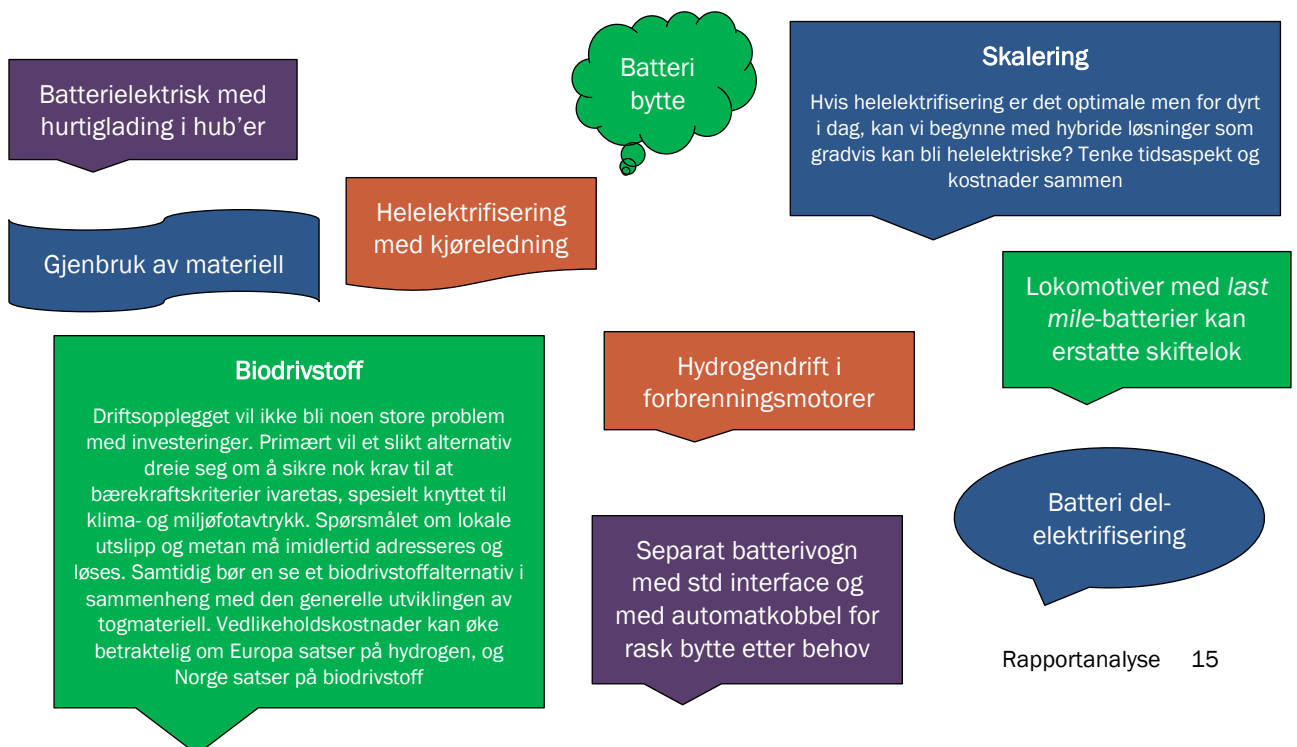 Batterielektrisk med
hurtiglading i hub'er
Batteri
bytte
Skalering
Hvis helelektrifisering er det optimale men for dyrt
i dag, kan vi begynne med hybride løsninger som
gradvis kan bli helelektriske? Tenke tidsaspekt og
kostnader sammen
Gjenbruk av materiell
Helelektrifisering
med kjøreledning
Lokomotiver med last
mile-batterier kan
erstatte skiftelok
Biodrivstoff
Driftsopplegget vil ikke bli noen store problem
med investeringer. Primært vil et slikt alternativ
dreie seg om å sikre nok krav til at
bærekraftskriterier ivaretas, spesielt knyttet til
klima- og miljøfotavtrykk. Spørsmålet om lokale
utslipp og metan må imidlertid adresseres og
løses. Samtidig bør en se et biodrivstoffalternativ i
sammenheng med den generelle utviklingen av
togmateriell. Vedlikeholdskostnader kan øke
betraktelig om Europa satser på hydrogen, og
Norge satser på biodrivstoff
Hydrogendrift i
forbrenningsmotorer
Batteri del-
elektrifisering
Separat batterivogn
med std interface og
med automatkobbel for
rask bytte etter behov
Rapportanalyse 15